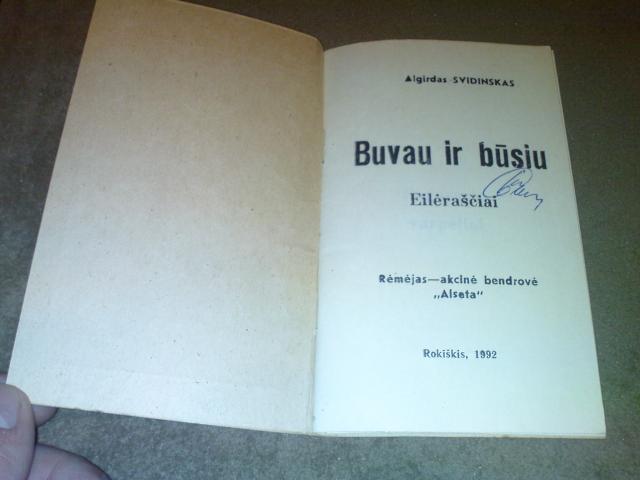 Algirdas SVIDINSKAS
Buvau ir būsiu
Eilėraščiai
Rėmėjas—akcinė bendrovė
„Alseta“
Rokiškis, 1992